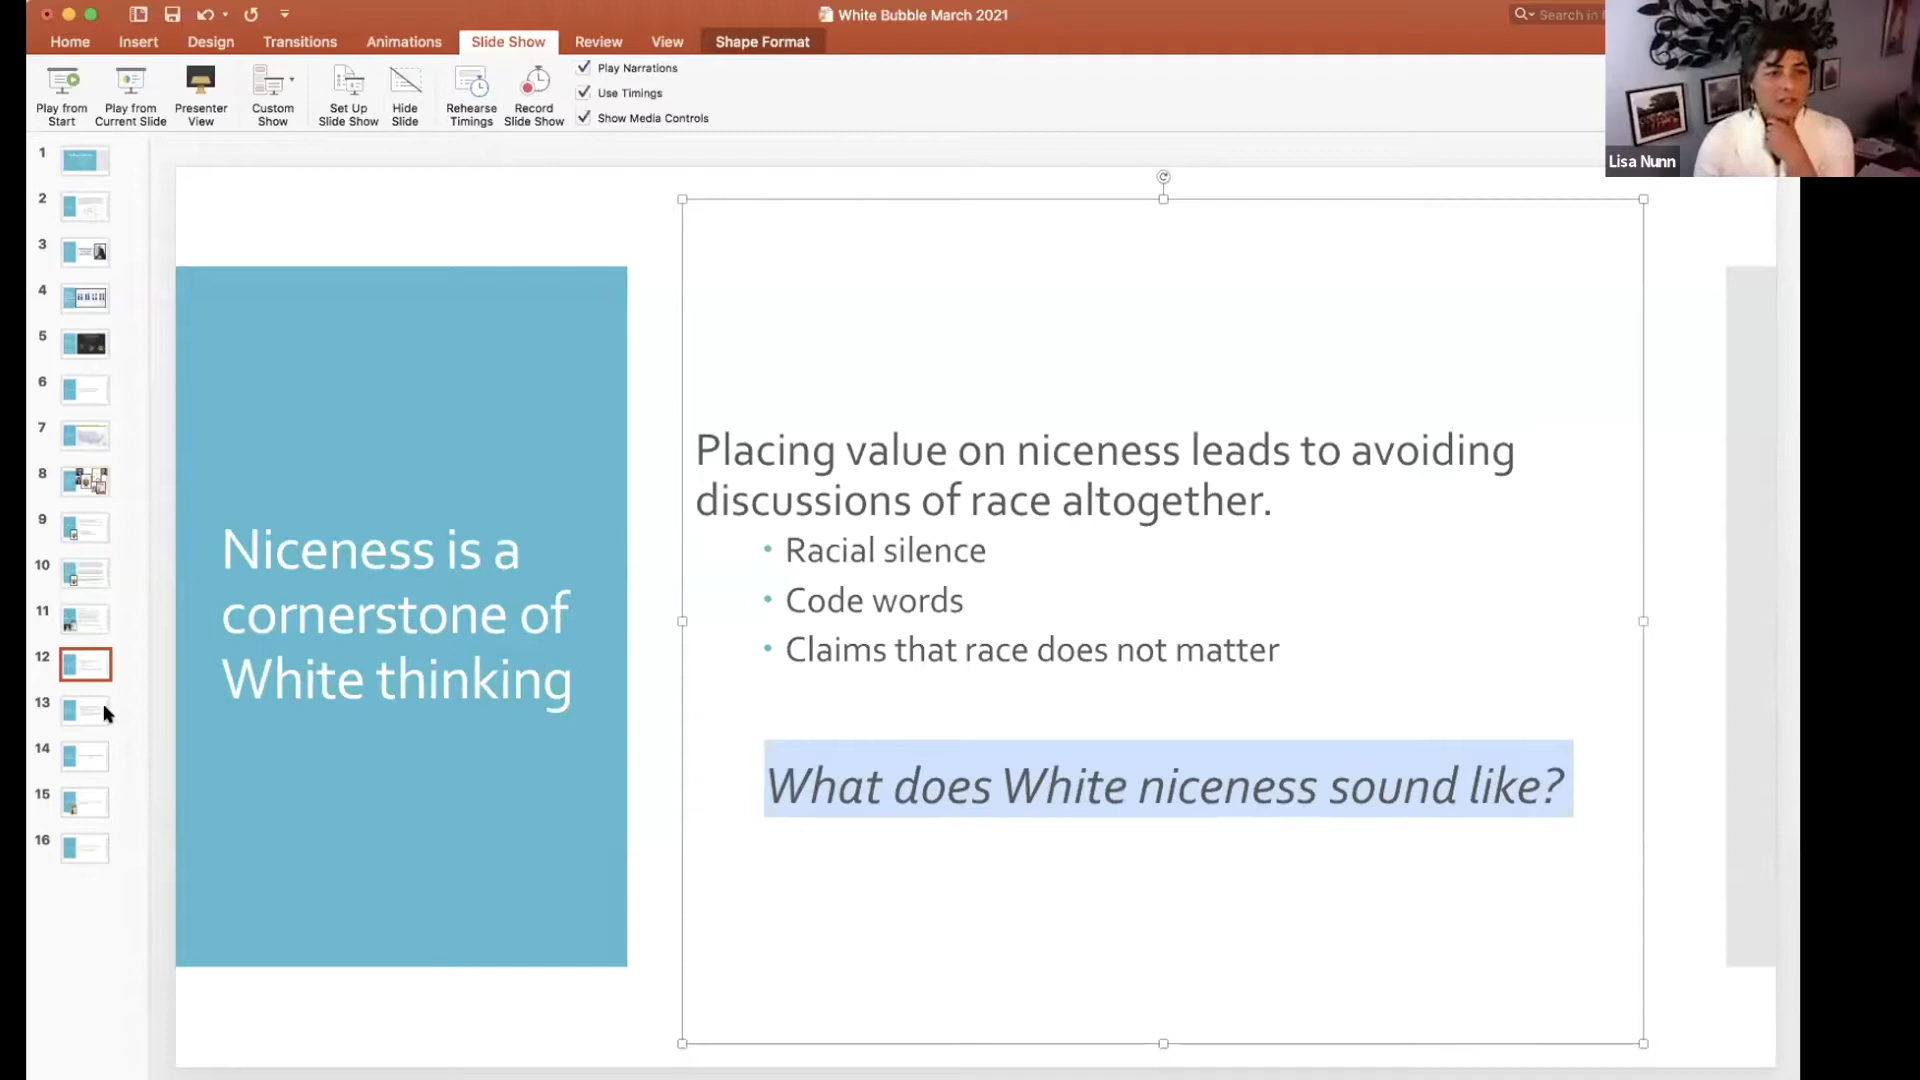 White Bubble March 2021
Search in
Home Insert Design Transitions Animations Slide Show Review View Shape Format
Play from Start
Play from Current Slide
Presenter View
Custom Show
Set Up Slide Show
Hide Slide
Rehearse Timings
Record Slide Show
Play Narrations
Use Timings
Show Media Controls
Lisa Nunn
1
2
3
4
5
6
7
8
9
10
11
12
13
14
15
16
Niceness is a
cornerstone of
White thinking
Placing value on niceness leads to avoiding
discussions of race altogether.
• Racial silence
• Code words
• Claims that race does not matter
What does White niceness sound like?